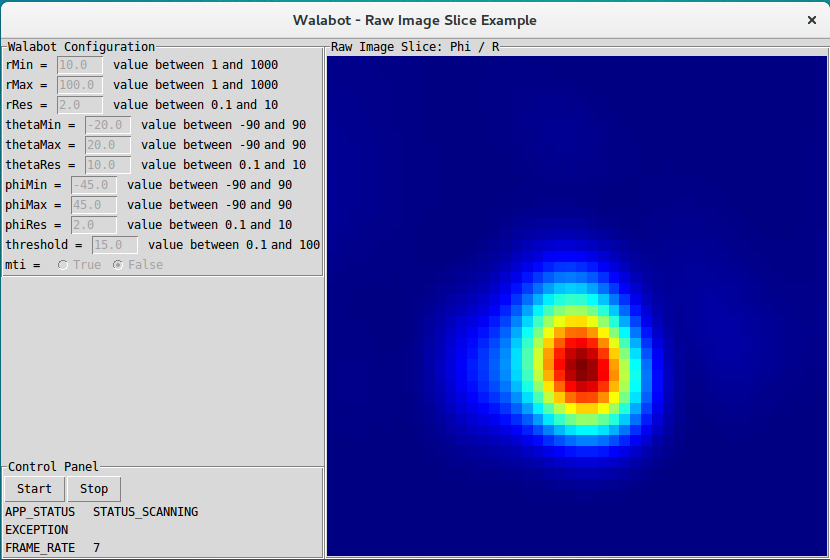 Walabot - Raw Image Slice Example ×
Walabot Configuration
rMin = 10.0 value between 1 and 1000
rMax = 100.0 value between 1 and 1000
rRes = 2.0 value between 0.1 and 10
thetaMin = -20.0 value between -90 and 90
thetaMax = 20.0 value between -90 and 90
thetaRes = 10.0 value between 0.1 and 10
phiMin = -45.0 value between -90 and 90
phiMax = 45.0 value between -90 and 90
phiRes = 2.0 value between 0.1 and 10
threshold = 15.0 value between 0.1 and 100
mti = True False
Raw Image Slice: Phi / R
Control Panel
Start Stop
APP_STATUS STATUS_SCANNING
EXCEPTION
FRAME_RATE 7